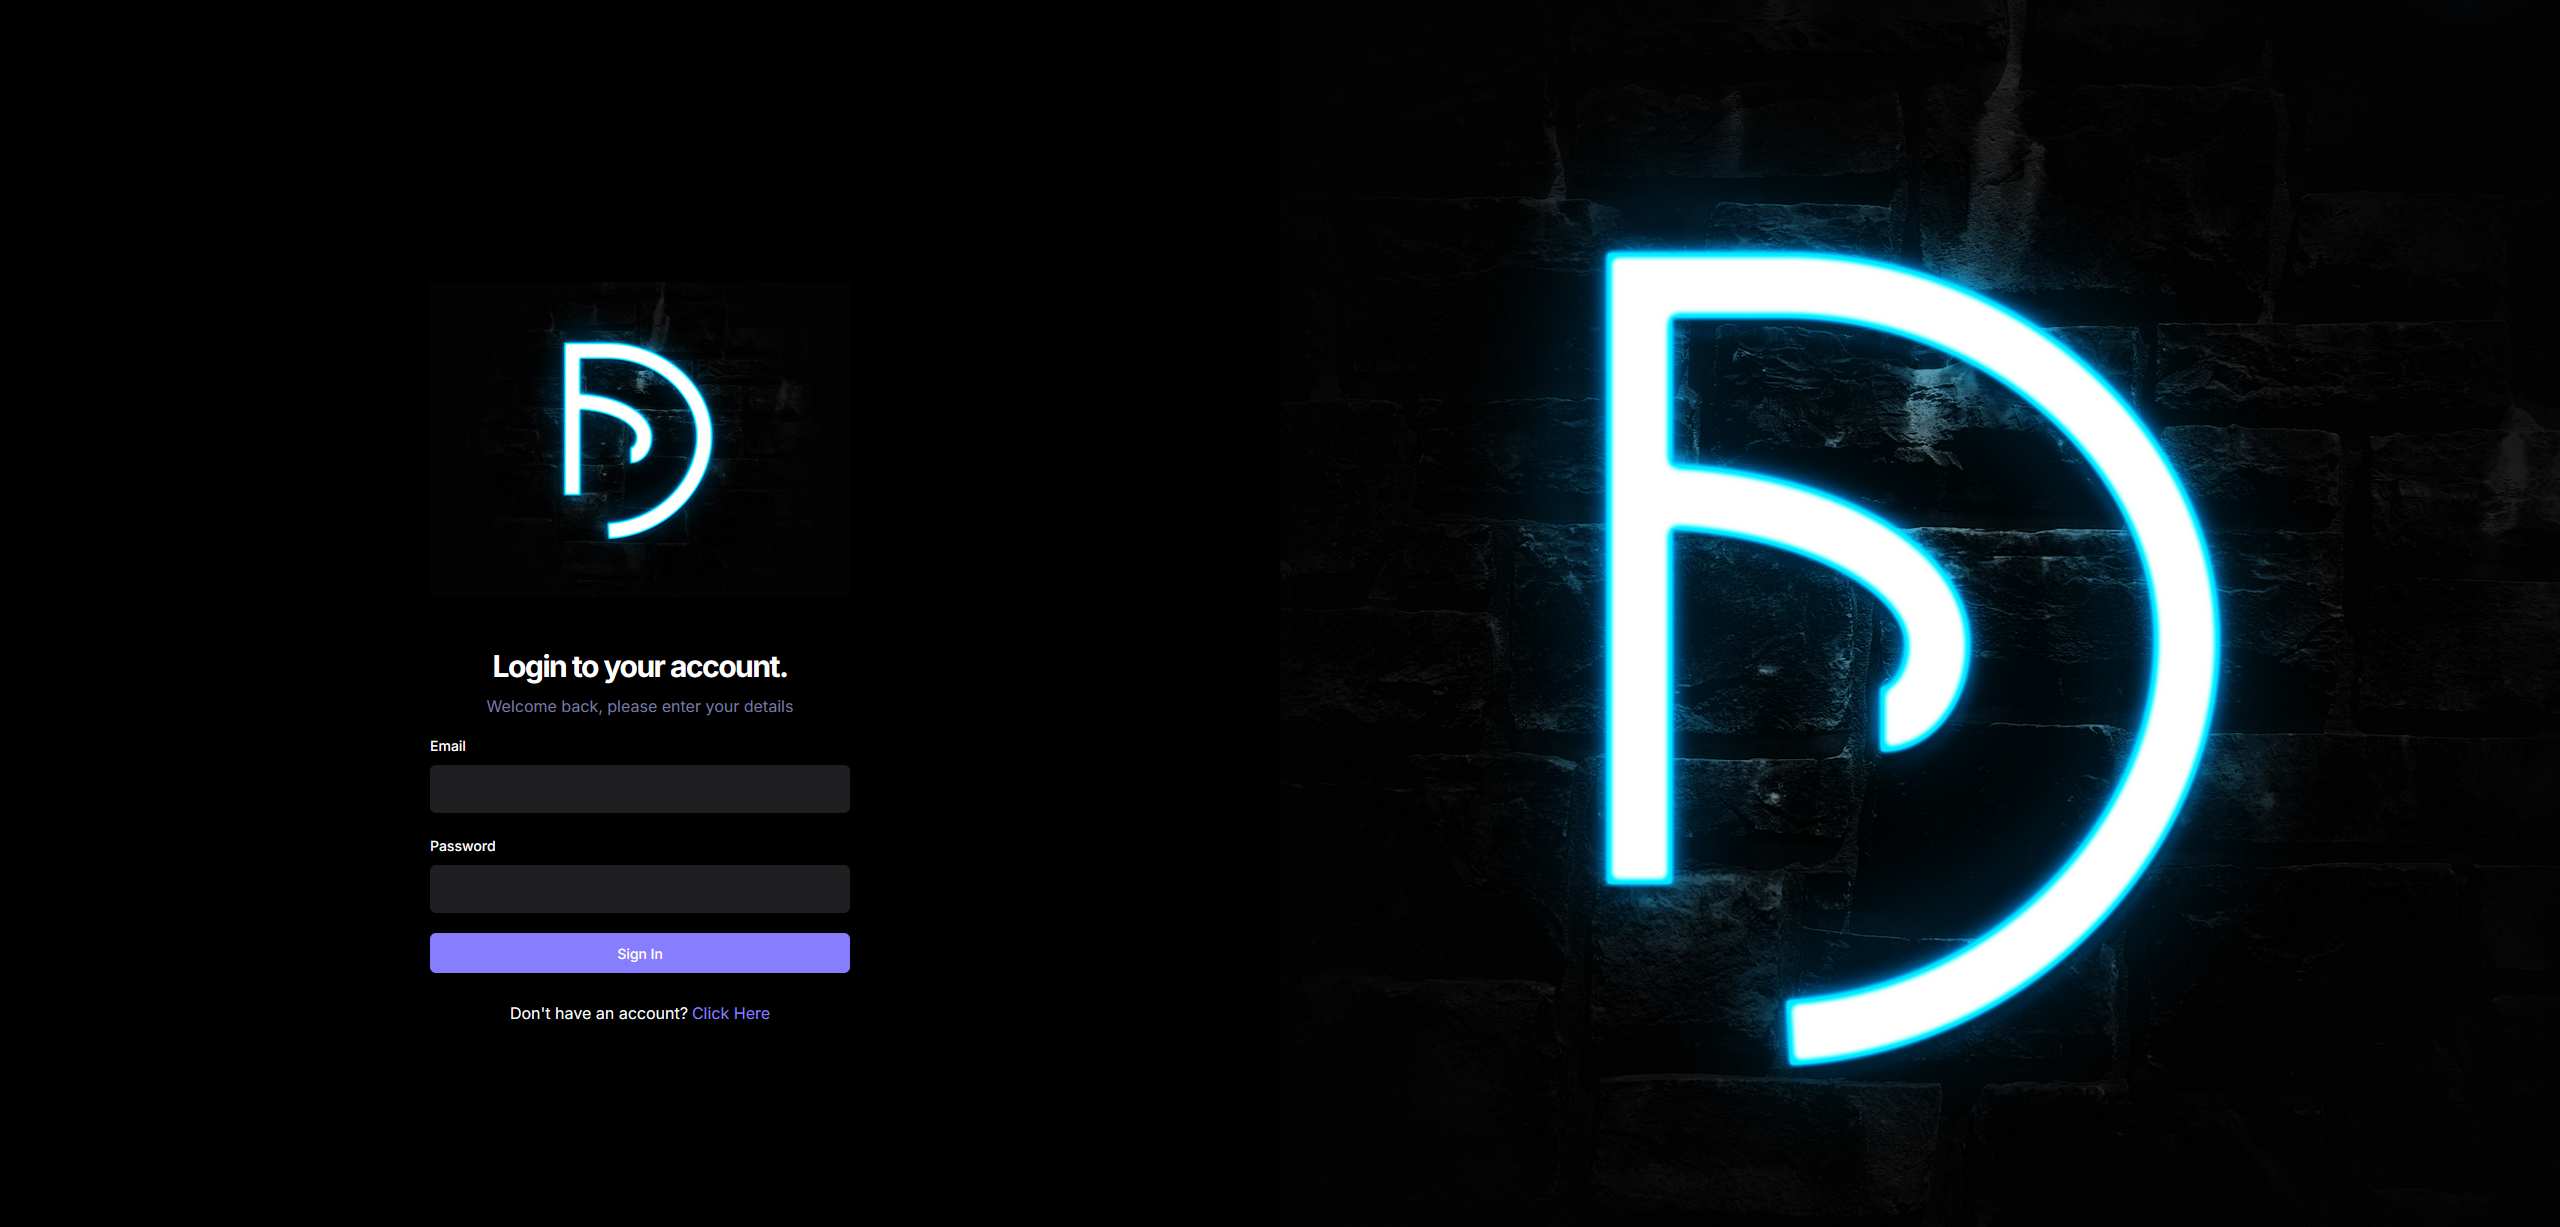 Login to your account.
Welcome back, please enter your details
Email
Password
Sign In
Don't have an account? Click Here